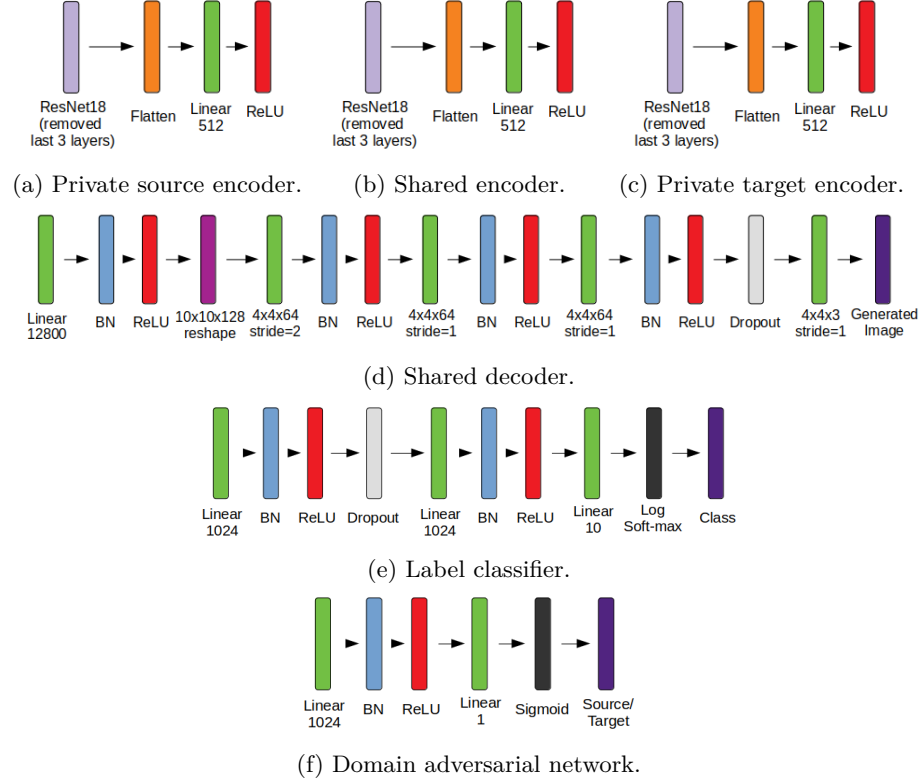 ResNet18
(removed
last 3 layers)
Flatten
Linear
512
ReLU
ResNet18
(removed
last 3 layers)
Flatten
Linear
512
ReLU
ResNet18
(removed
last 3 layers)
Flatten
Linear
512
ReLU
(a) Private source encoder.
(b) Shared encoder.
(c) Private target encoder.
Linear
12800
BN
ReLU
10x10x128
reshape
4x4x64
stride=2
BN
ReLU
4x4x64
stride=1
BN
ReLU
4x4x64
stride=1
BN
ReLU
Dropout
4x4x3
stride=1
Generated
Image
(d) Shared decoder.
Linear
1024
BN
ReLU
Dropout
Linear
1024
BN
ReLU
Linear
10
Log
Soft-max
Class
(e) Label classifier.
Linear
1024
BN
ReLU
Linear
1
Sigmoid
Source/
Target
(f) Domain adversarial network.